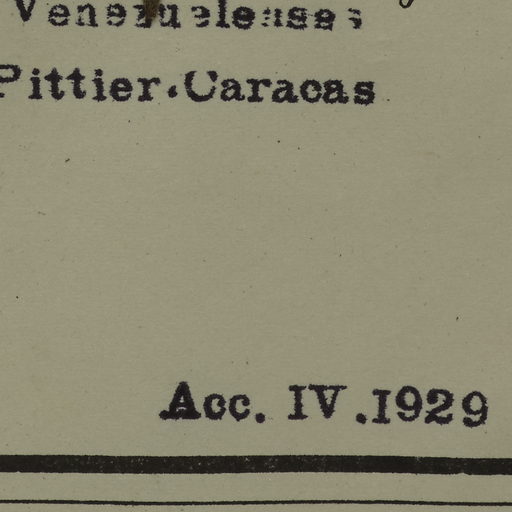 Venezuelenses
Pittier.Caracas
Acc. IV.1929